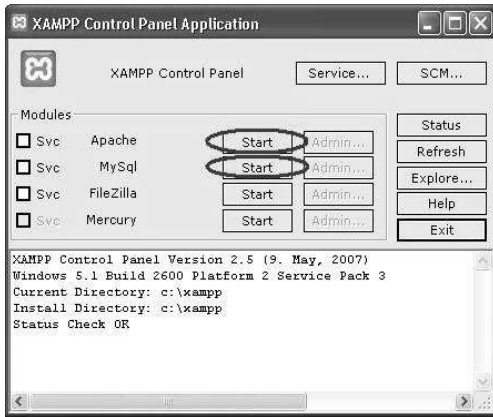 XAMPP Control Panel Application
XAMPP Control Panel
Service...
SCM...
Modules
Svc Apache Start Admin...
Svc MySql Start Admin...
Svc FileZilla Start Admin...
Svc Mercury Start Admin...
Status
Refresh
Explore...
Help
Exit
XAMPP Control Panel Version 2.5 (9. May, 2007)
Windows 5.1 Build 2600 Platform 2 Service Pack 3
Current Directory: c:\xampp
Install Directory: c:\xampp
Status Check OK